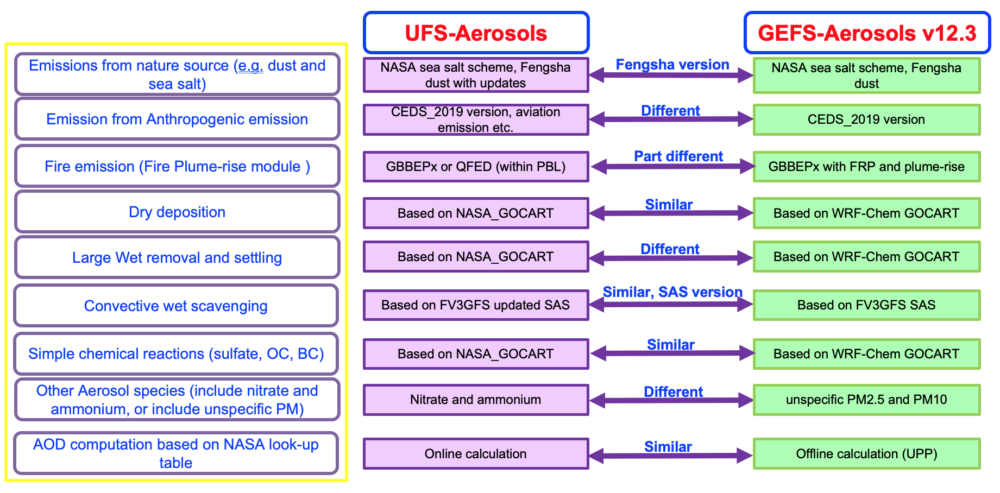 UFS-Aerosols
GEFS-Aerosols v12.3
Emissions from nature source (e.g. dust and
sea salt)
NASA sea salt scheme, Fengsha
dust with updates
Fengsha version
NASA sea salt scheme, Fengsha
dust
Emission from Anthropogenic emission
CEDS_2019 version, aviation
emission etc.
Different
CEDS_2019 version
Fire emission (Fire Plume-rise module )
GBBEPx or QFED (within PBL)
Part different
GBBEPx with FRP and plume-rise
Dry deposition
Based on NASA_GOCART
Similar
Based on WRF-Chem GOCART
Large Wet removal and settling
Based on NASA_GOCART
Different
Based on WRF-Chem GOCART
Convective wet scavenging
Based on FV3GFS updated SAS
Similar, SAS version
Based on FV3GFS SAS
Simple chemical reactions (sulfate, OC, BC)
Based on NASA_GOCART
Similar
Based on WRF-Chem GOCART
Other Aerosol species (include nitrate and
ammonium, or include unspecific PM)
Nitrate and ammonium
Different
unspecific PM2.5 and PM10
AOD computation based on NASA look-up
table
Online calculation
Similar
Offline calculation (UPP)